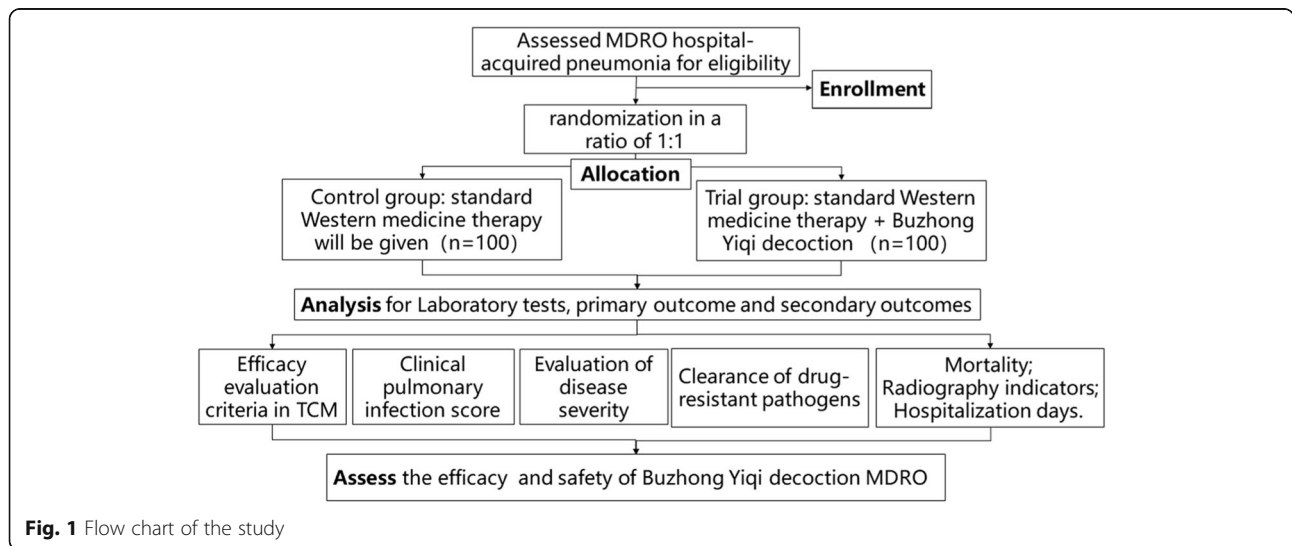 Assessed MDRO hospital-
acquired pneumonia for eligibility
Enrollment
randomization in a
ratio of 1:1
Allocation
Control group: standard
Western medicine therapy
will be given (n=100)
Trial group: standard Western
medicine therapy + Buzhong
Yiqi decoction (n=100)
Analysis for Laboratory tests, primary outcome and secondary outcomes
Efficacy
evaluation
criteria in TCM
Clinical
pulmonary
infection score
Evaluation of
disease
severity
Clearance of drug-
resistant pathogens
Mortality;
Radiography indicators;
Hospitalization days.
Assess the efficacy and safety of Buzhong Yiqi decoction MDRO
Fig. 1 Flow chart of the study